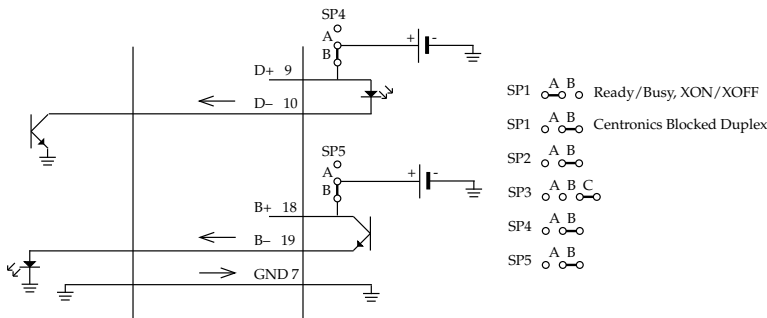 SP4
A
B
+ -
D+ 9
D– 10
SP5
A
B
+ -
B+ 18
B– 19
GND 7
SP1 A B Ready/Busy, XON/XOFF
SP1 A B Centronics Blocked Duplex
SP2 A B
SP3 A B C
SP4 A B
SP5 A B